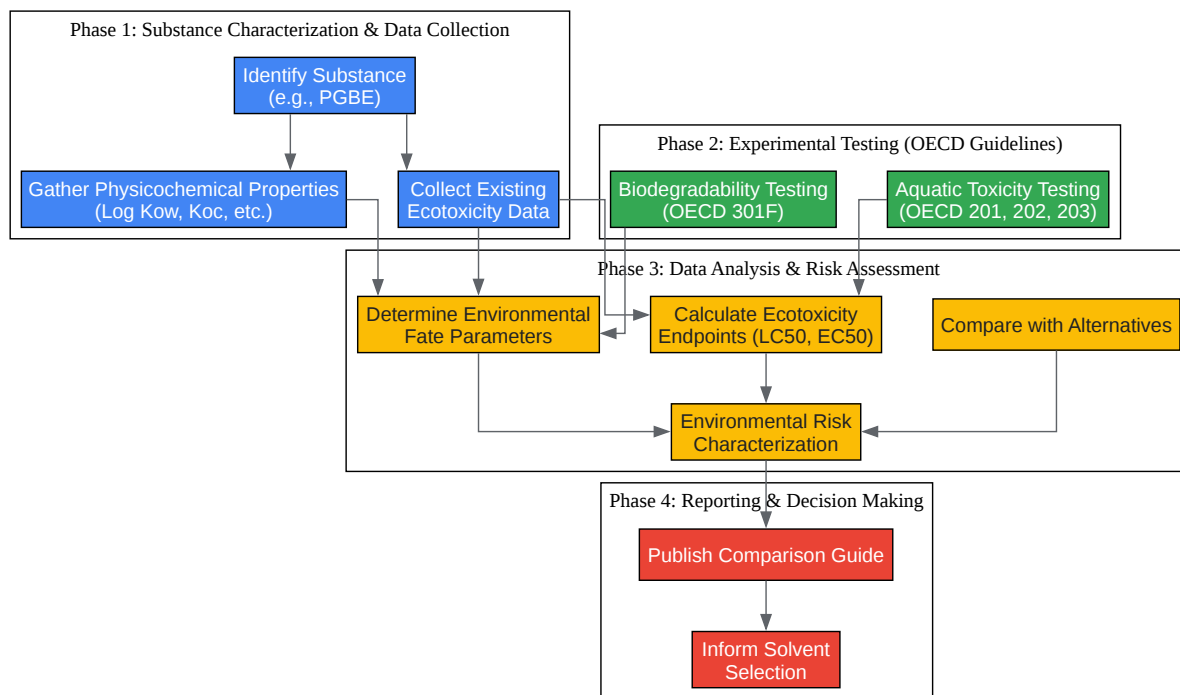 Phase 1: Substance Characterization & Data Collection
Identify Substance
(e.g., PGBE)
Gather Physicochemical Properties
(Log Kow, Koc, etc.)
Collect Existing
Ecotoxicity Data
Phase 2: Experimental Testing (OECD Guidelines)
Biodegradability Testing
(OECD 301F)
Aquatic Toxicity Testing
(OECD 201, 202, 203)
Phase 3: Data Analysis & Risk Assessment
Determine Environmental
Fate Parameters
Calculate Ecotoxicity
Endpoints (LC50, EC50)
Compare with Alternatives
Environmental Risk
Characterization
Phase 4: Reporting & Decision Making
Publish Comparison Guide
Inform Solvent
Selection